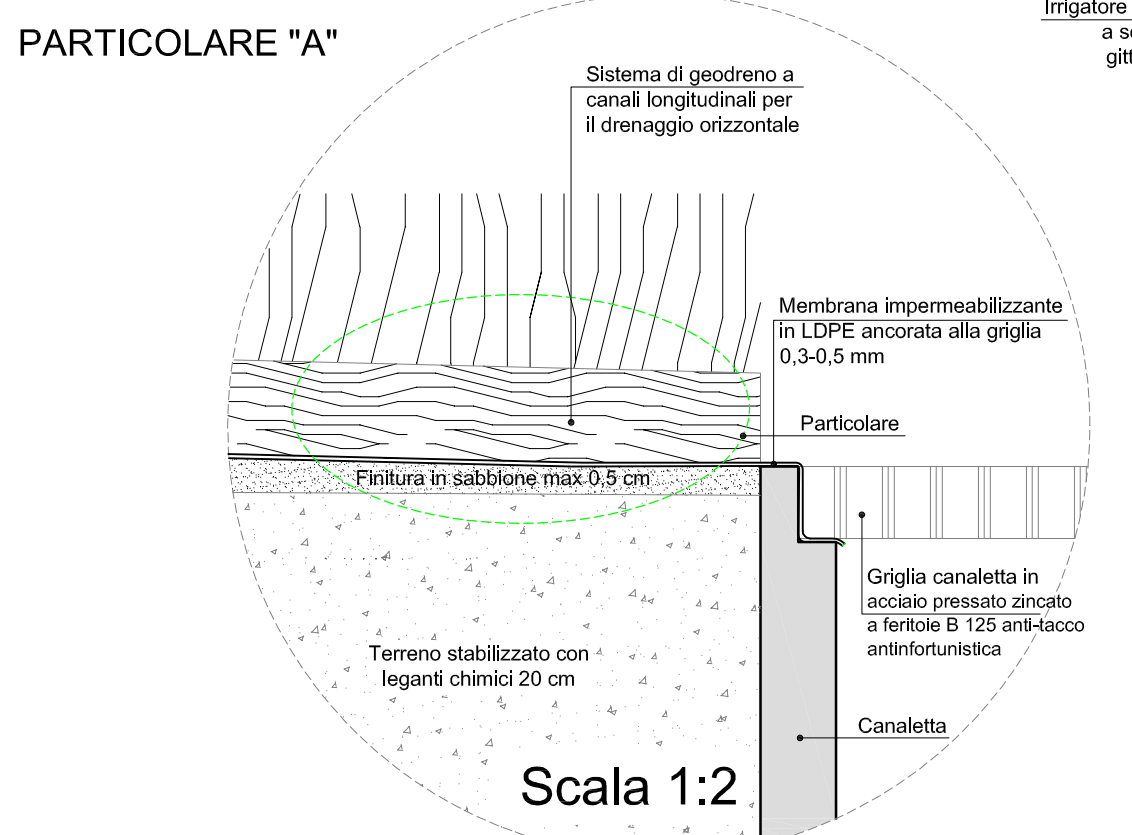 PARTICOLARE "A"
Irrigatore
a
Sistema di geodreno a
canali longitudinali per
il drenaggio orizzontale
Membrana impermeabilizzante
in LDPE ancorata alla griglia
0,3-0,5 mm
Particolare
Finitura in sabbione max 0,5 cm
Griglia canaletta in
acciaio pressato zincato
a feritoie B 125 anti-tacco
antinfortunistica
Terreno stabilizzato con
leganti chimici 20 cm
Canaletta
Scala 1:2